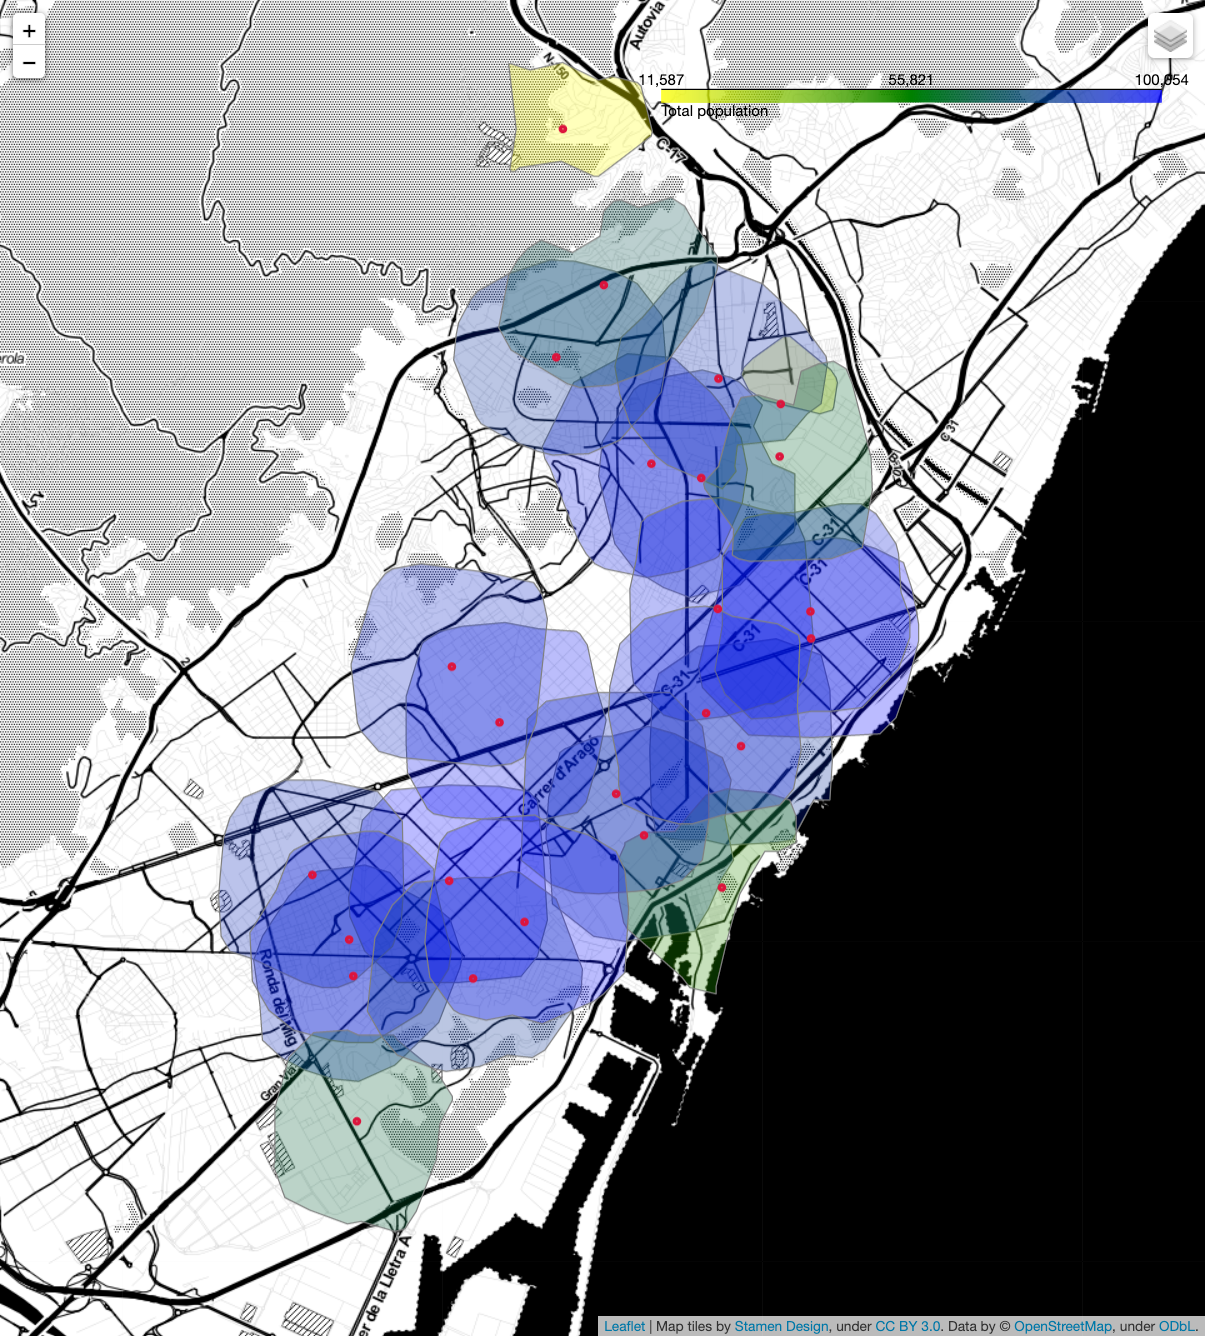 +
−
Autovia
N-150
11,587 55,821 100,054
Total population
C-17
erola
C 31
B-10
C-31
C-31
2
C-31
C-31
Carrer d'Aragó
Ronda del Mig
Gran Via
er de la Lletra A
Leaflet | Map tiles by Stamen Design, under CC BY 3.0. Data by © OpenStreetMap, under ODbL.